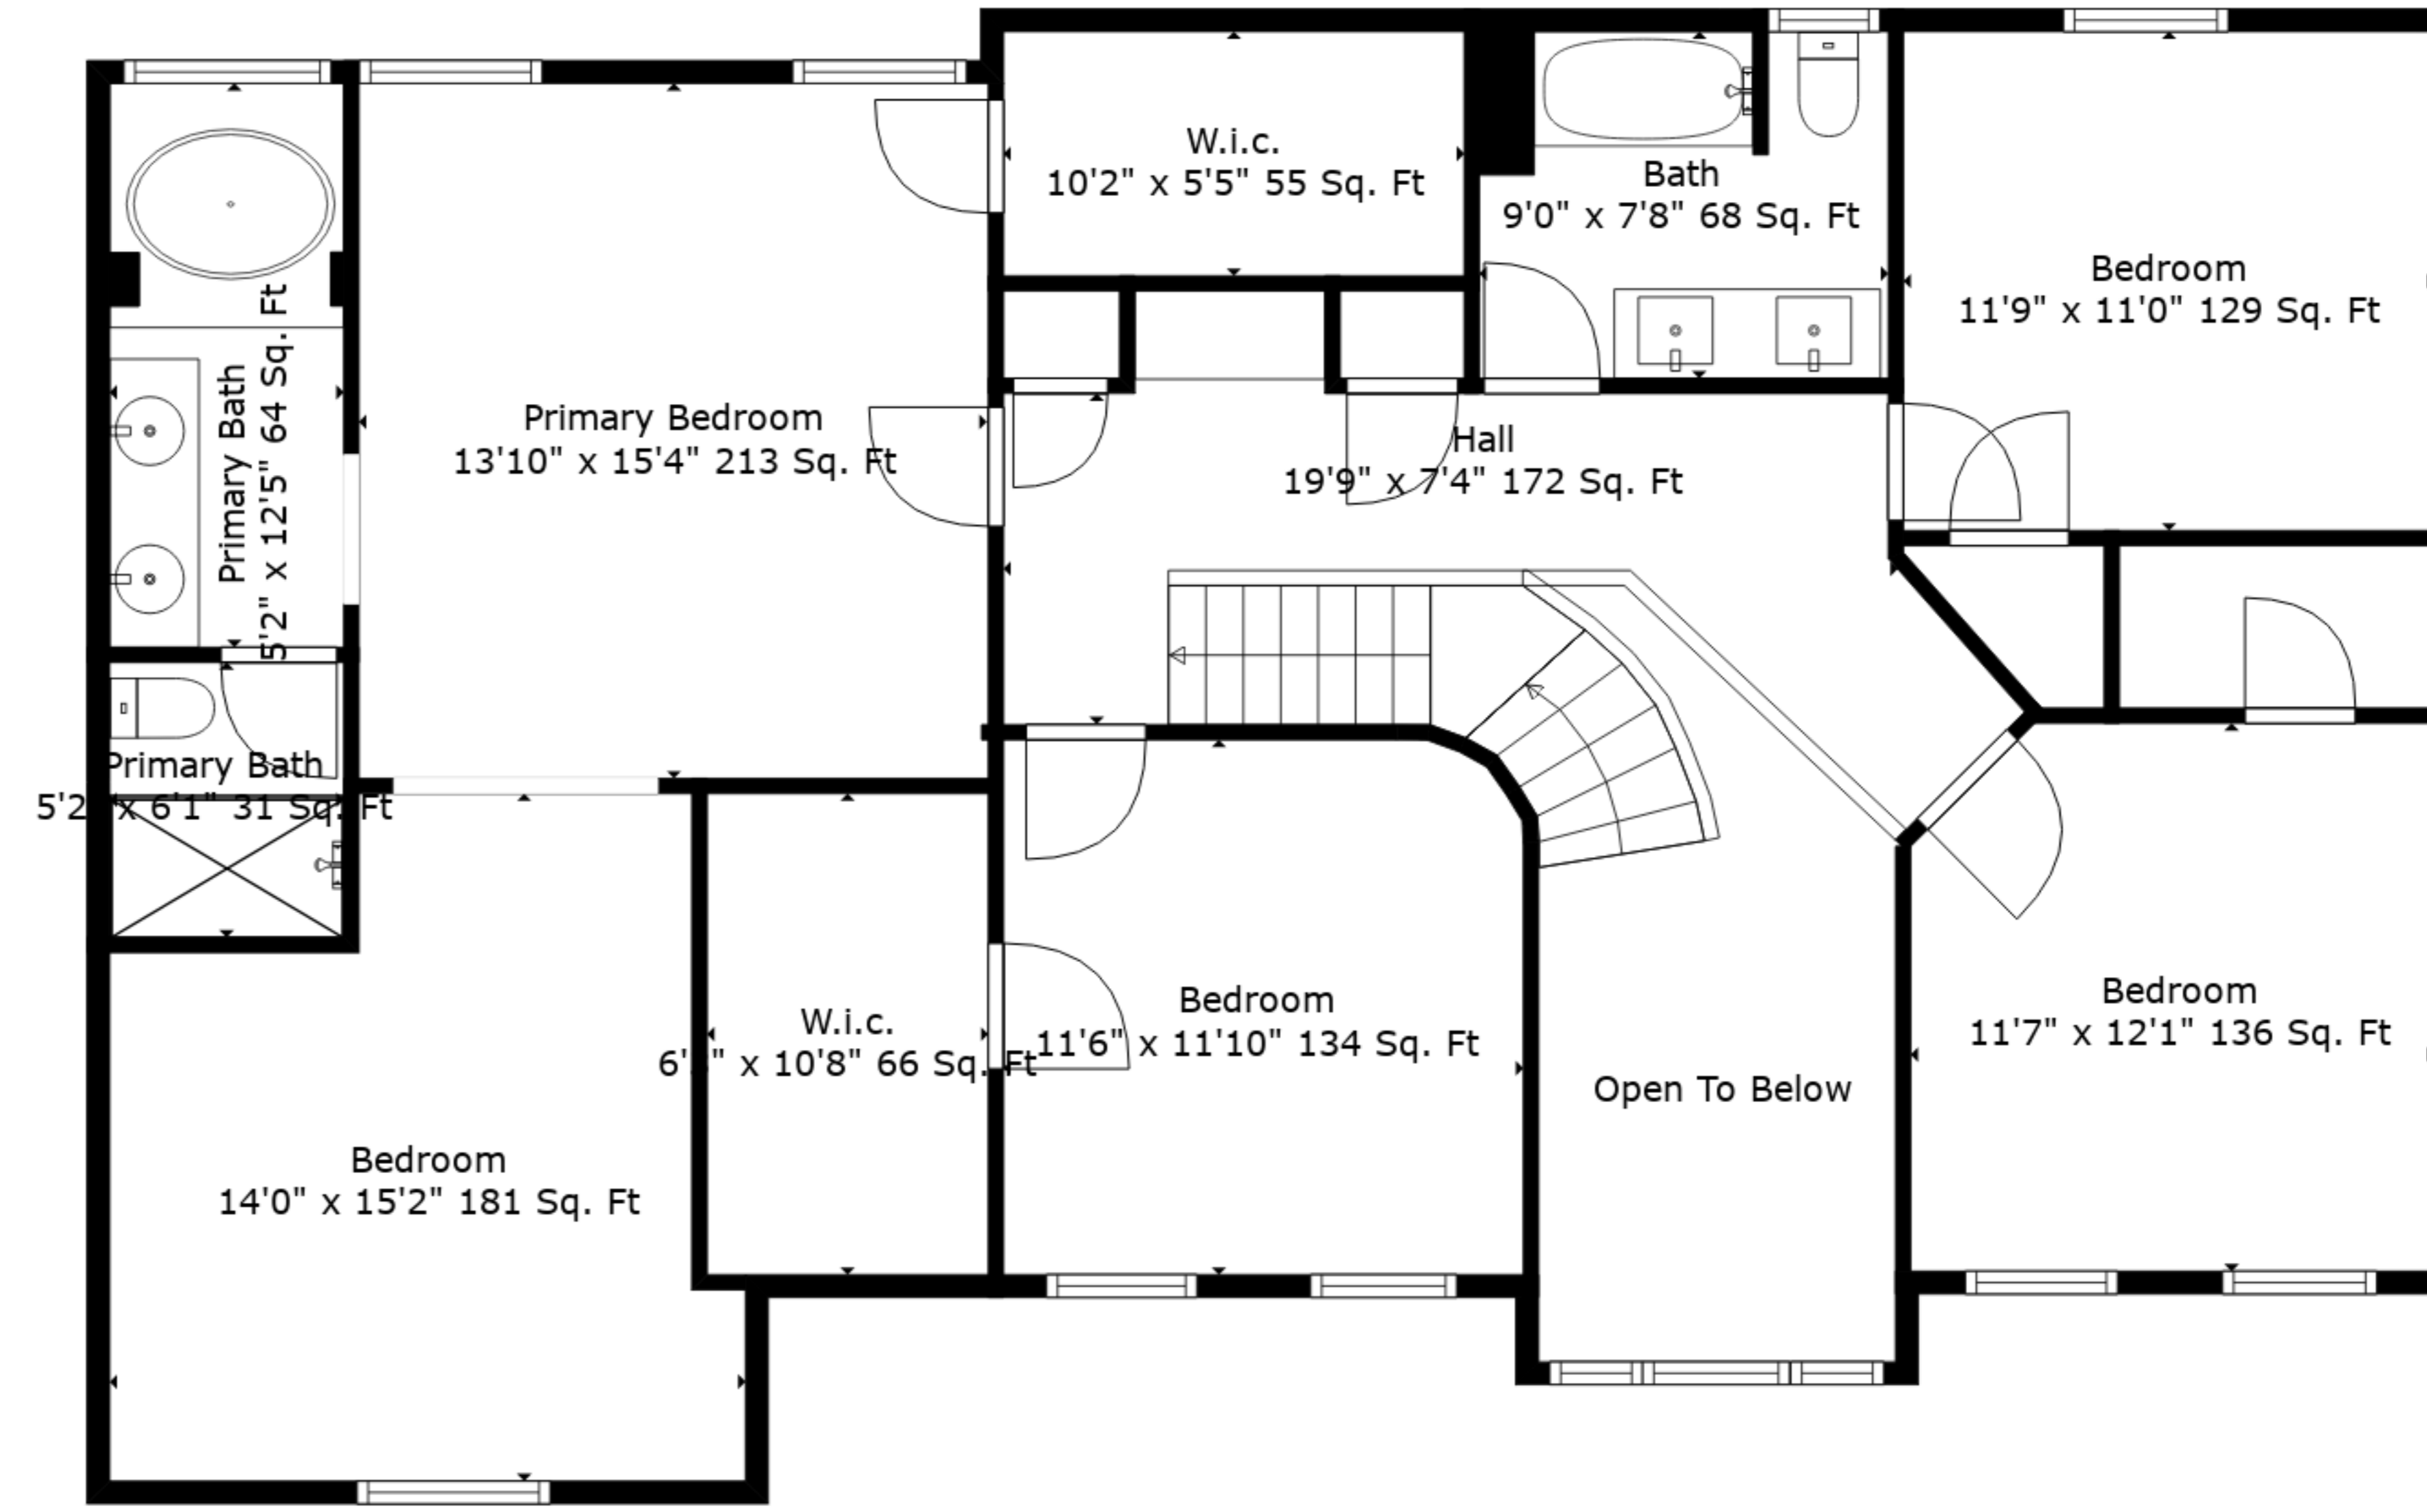 W.i.c.
10'2" x 5'5" 55 Sq. Ft
Bath
9'0" x 7'8" 68 Sq. Ft
Bedroom
11'9" x 11'0" 129 Sq. Ft
Primary Bath
5'2" x 12'5" 64 Sq. Ft
Primary Bedroom
13'10" x 15'4" 213 Sq. Ft
Hall
19'9" x 7'4" 172 Sq. Ft
Primary Bath
5'2" x 6'1" 31 Sq. Ft
W.i.c.
x 10'8" 66 Sq. Ft
Bedroom
11'6" x 11'10" 134 Sq. Ft
Bedroom
11'7" x 12'1" 136 Sq. Ft
Open To Below
Bedroom
14'0" x 15'2" 181 Sq. Ft